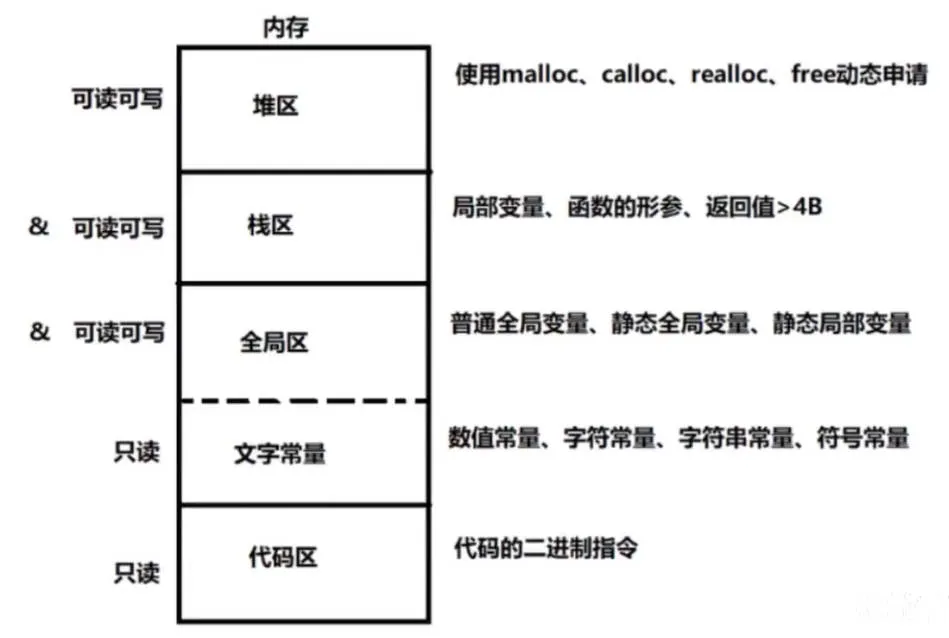 内存
可读可写 堆区 使用malloc、calloc、realloc、free动态申请
& 可读可写 栈区 局部变量、函数的形参、返回值>4B
& 可读可写 全局区 普通全局变量、静态全局变量、静态局部变量
只读 文字常量 数值常量、字符常量、字符串常量、符号常量
只读 代码区 代码的二进制指令